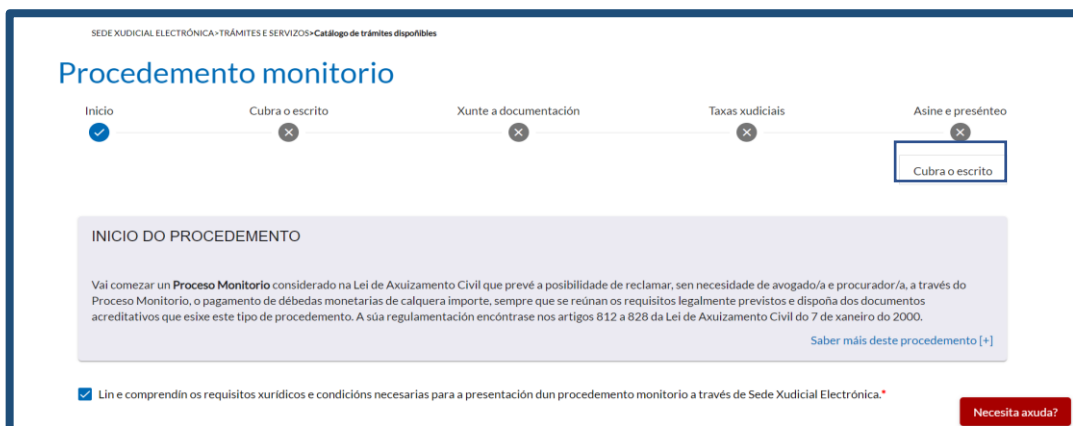 SEDE XUDICIAL ELECTRÓNICA>TRÁMITES E SERVIZOS>Catálogo de trámites dispoñibles
Procedemento monitorio
Inicio
Cubra o escrito
Xunte a documentación
Taxas xudiciais
Asine e presénteo
Cubra o escrito
INICIO DO PROCEDEMENTO
Vai comezar un Proceso Monitorio considerado na Lei de Axuizamento Civil que prevé a posibilidade de reclamar, sen necesidade de avogado/a e procurador/a, a través do
Proceso Monitorio, o pagamento de débedas monetarias de calquera importe, sempre que se reúnan os requisitos legalmente previstos e dispoña dos documentos
acreditativos que esixe este tipo de procedemento. A súa regulamentación encóntrase nos artigos 812 a 828 da Lei de Axuizamento Civil do 7 de xaneiro do 2000.
Saber máis deste procedemento [+]
Lin e comprendín os requisitos xurídicos e condicións necesarias para a presentación dun procedemento monitorio a través de Sede Xudicial Electrónica.*
Necesita axuda?